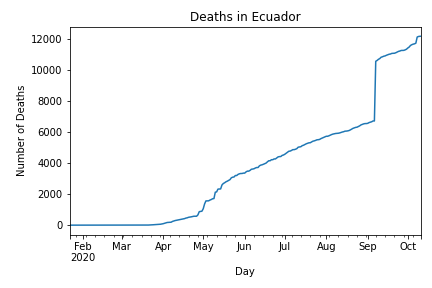 Deaths in Ecuador
Number of Deaths
12000
10000
8000
6000
4000
2000
0
Feb Mar Apr May Jun Jul Aug Sep Oct
2020
Day